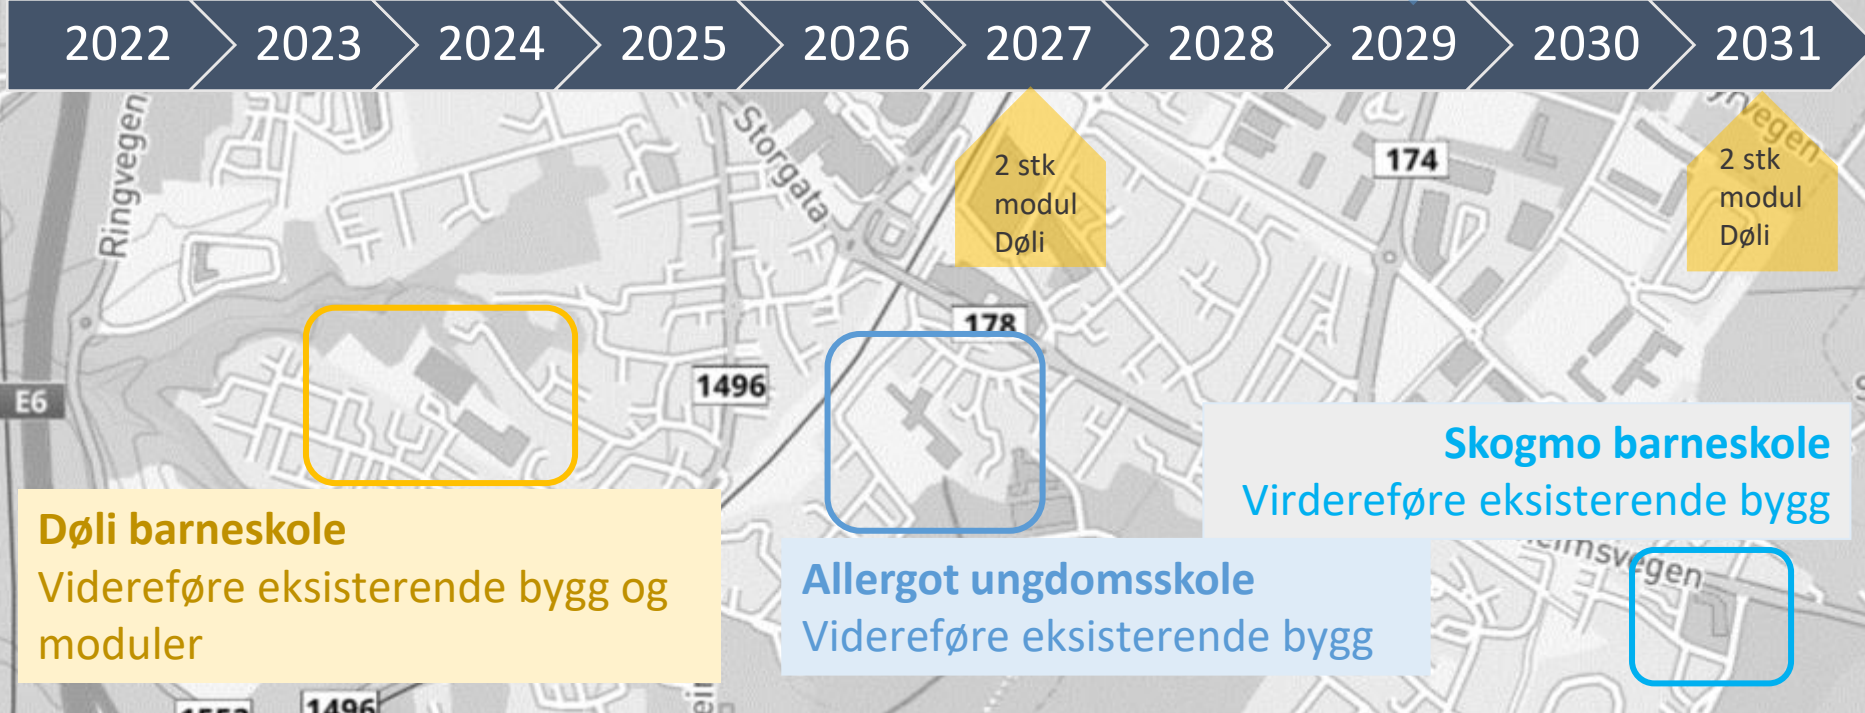 2022 2023 2024 2025 2026 2027 2028 2029 2030 2031
Ringvegen
Storgata
2 stk
modul
Døli
174
2 stk
modul
Døli
178
1496
E6
Skogmo barneskole
Virdereføre eksisterende bygg
Døli barneskole
Videreføre eksisterende bygg og
moduler
Allergot ungdomsskole
Videreføre eksisterende bygg
1496